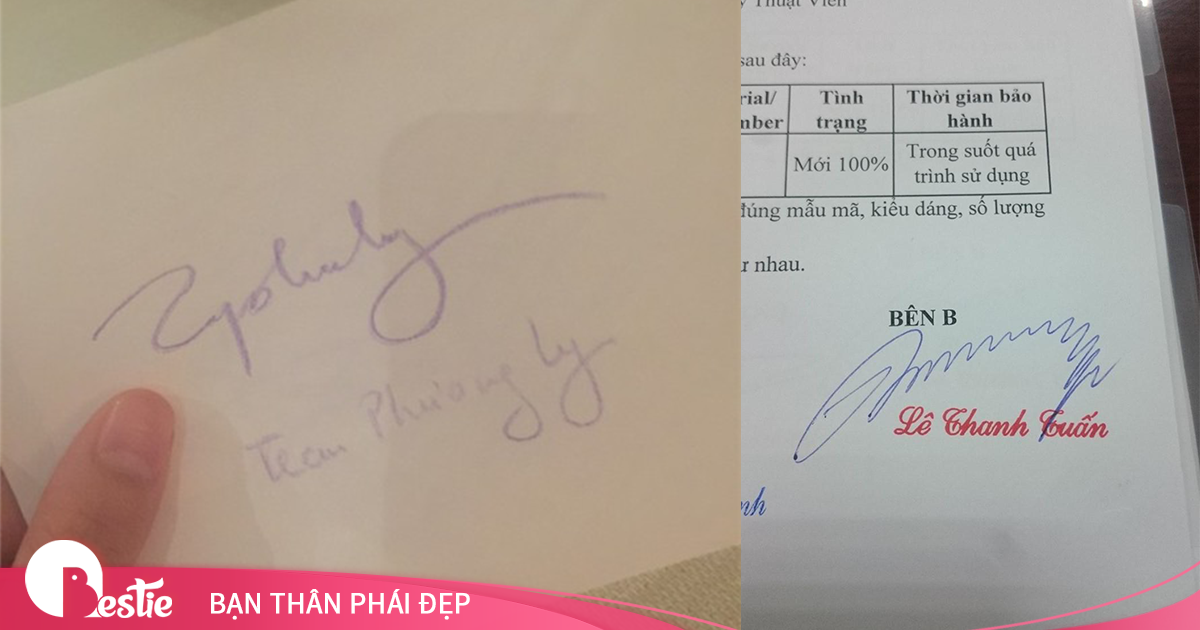 Tran Phương Ly
ỹ Thuật Viên
sau đây:
rial/
mber
Tình
trạng
Thời gian bảo
hành
Mới 100%
Trong suốt quá
trình sử dụng
đúng mẫu mã, kiểu dáng, số lượng
ư nhau.
BÊN B
Lê Thanh Tuấn
nh
Bestie
BẠN THÂN PHÁI ĐẸP